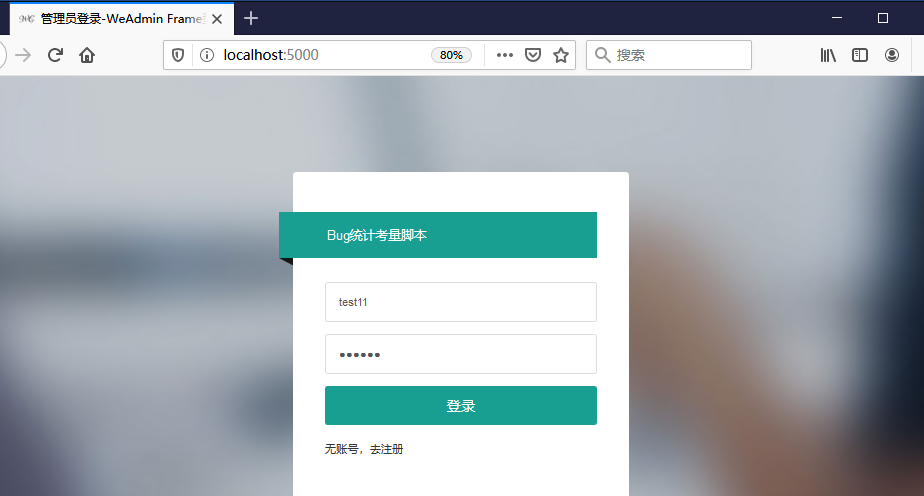 管理员登录-WeAdmin Frame
localhost:5000
80%
搜索
Bug统计考量脚本
test11
••••••
登录
无账号，去注册